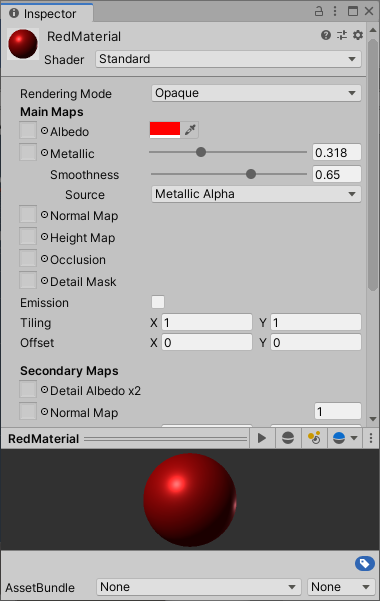 Inspector
RedMaterial
Shader Standard
Rendering Mode Opaque
Main Maps
Albedo
Metallic 0.318
Smoothness 0.65
Source Metallic Alpha
Normal Map
Height Map
Occlusion
Detail Mask
Emission
Tiling X 1 Y 1
Offset X 0 Y 0
Secondary Maps
Detail Albedo x2
Normal Map 1
RedMaterial
AssetBundle None None